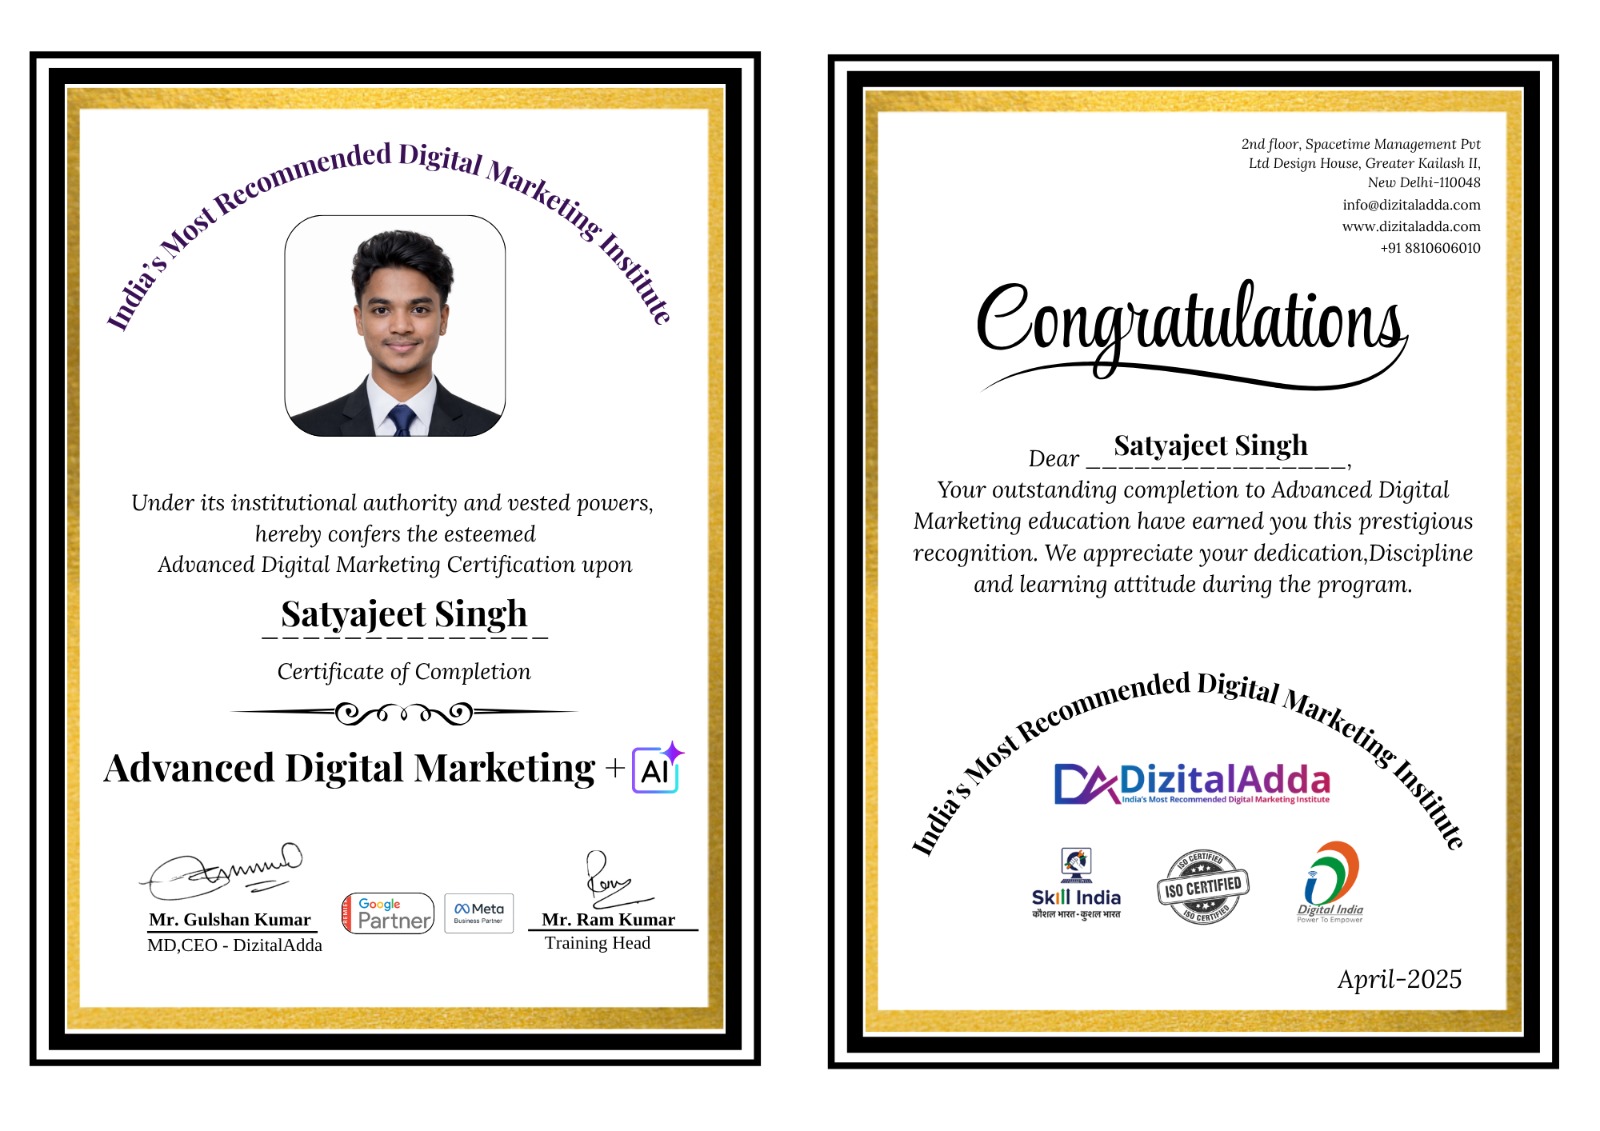 India's Most Recommended Digital Marketing Institute
Under its institutional authority and vested powers,
hereby confers the esteemed
Advanced Digital Marketing Certification upon
Satyajeet Singh
_ _ _ _ _ _ _ _ _ _ _ _ _ _
Certificate of Completion
Advanced Digital Marketing + AI
Mr. Gulshan Kumar
MD,CEO - DizitalAdda
Google
Partner
Meta
Business Partner
Ram
Mr. Ram Kumar
Training Head
2nd floor, Spacetime Management Pvt
Ltd Design House, Greater Kailash II,
New Delhi-110048
info@dizitaladda.com
www.dizitaladda.com
+91 8810606010
Congratulations
Dear Satyajeet Singh,
Your outstanding completion to Advanced Digital
Marketing education have earned you this prestigious
recognition. We appreciate your dedication,Discipline
and learning attitude during the program.
India's Most Recommended Digital Marketing Institute
DA DizitalAdda
India's Most Recommended Digital Marketing Institute
Skill India
कौशल भारत-कुशल भारत
ISO CERTIFIED
ISO CERTIFIED
ISO CERTIFIED
Digital India
Power To Empower
April-2025